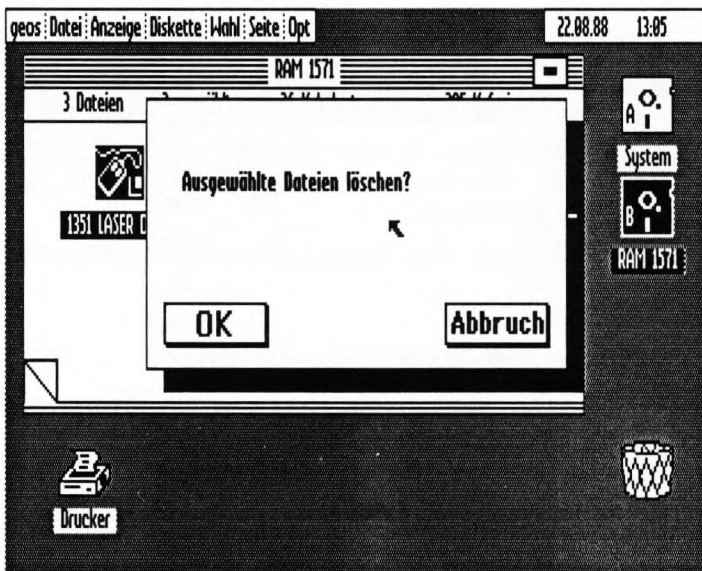 geos Datei Anzeige Diskette Wahl Seite Opt 22.08.88 13:05
RAM 1571
3 Dateien
A
System
Ausgewählte Dateien löschen?
1351 LASER
B
RAM 1571
OK Abbruch
Drucker